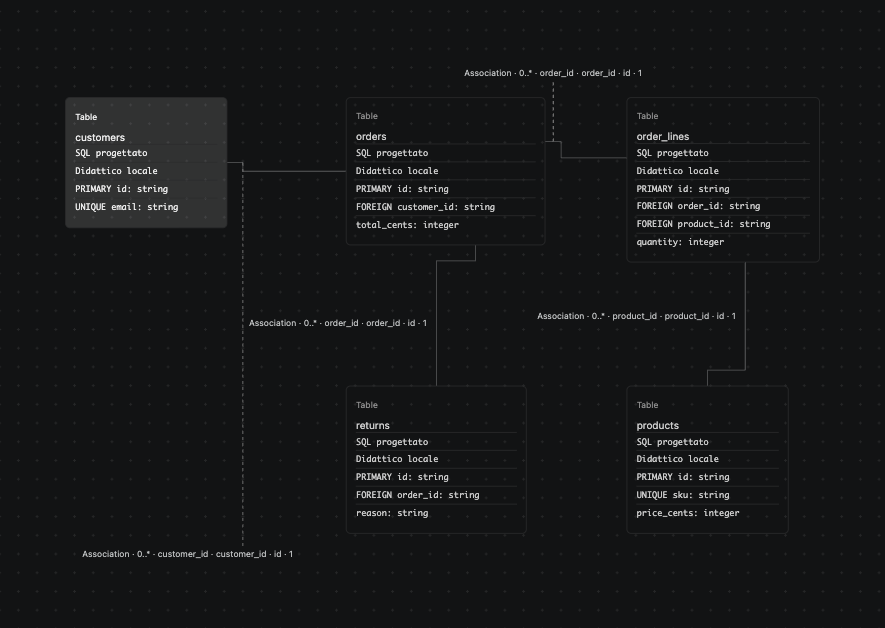 Association · 0..* · order_id · order_id · id · 1
Table
customers
SQL progettato
Didattico locale
PRIMARY id: string
UNIQUE email: string
Table
orders
SQL progettato
Didattico locale
PRIMARY id: string
FOREIGN customer_id: string
total_cents: integer
Table
order_lines
SQL progettato
Didattico locale
PRIMARY id: string
FOREIGN order_id: string
FOREIGN product_id: string
quantity: integer
Association · 0..* · order_id · order_id · id · 1
Association · 0..* · product_id · product_id · id · 1
Table
returns
SQL progettato
Didattico locale
PRIMARY id: string
FOREIGN order_id: string
reason: string
Table
products
SQL progettato
Didattico locale
PRIMARY id: string
UNIQUE sku: string
price_cents: integer
Association · 0..* · customer_id · customer_id · id · 1